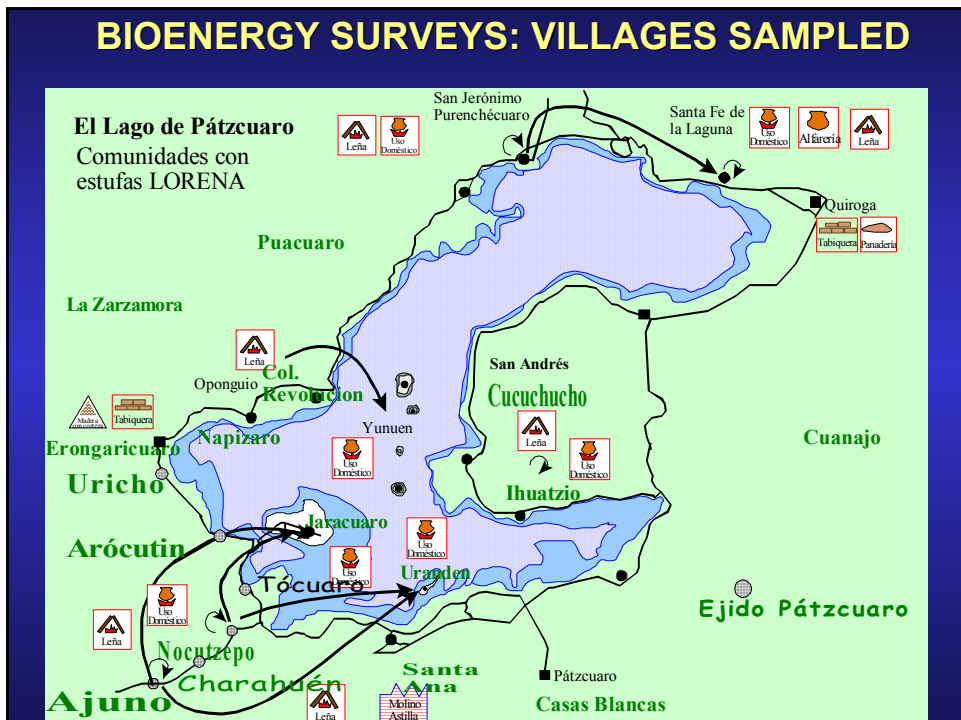 BIOENERGY SURVEYS: VILLAGES SAMPLED
El Lago de Pátzcuaro
Comunidades con
estufas LORENA
Leña
Uso
Doméstico
San Jerónimo
Purenchécuaro
Santa Fe de
la Laguna
Uso
Doméstico
Alfarería
Leña
Quiroga
Tabiquera
Panadería
Puacuaro
La Zarzamora
Leña
Col.
Revolucion
Oponguio
Yunuen
San Andrés
Cucuchucho
Leña
Uso
Doméstico
Ihuatzio
Cuanajo
Madera
Tabiquera
Erongaricuaro
Napizaro
Uricho
Uso
Doméstico
Jaracuaro
Uso
Doméstico
Arócutin
Uso
Doméstico
Uranden
Tócuaro
Ejido Pátzcuaro
Uso
Doméstico
Leña
Nocutzepo
Charahuén
Ajuno
Santa
Ana
Pátzcuaro
Casas Blancas
Leña
Molino
Astilla